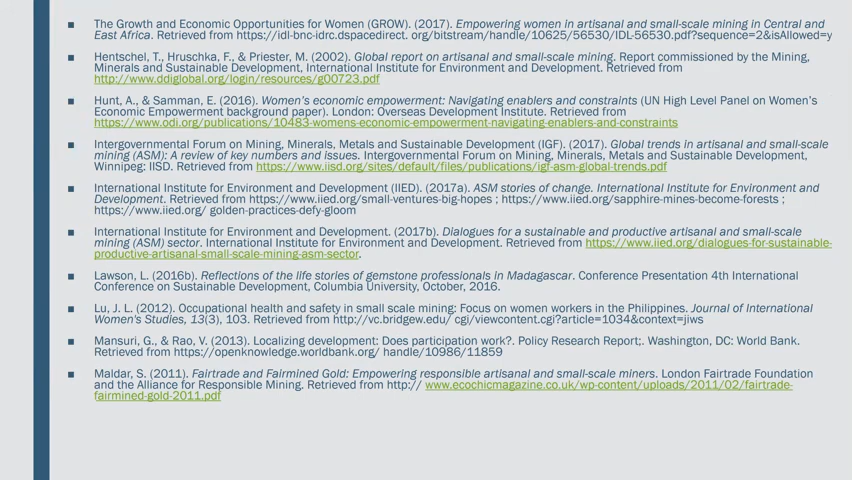 The Growth and Economic Opportunities for Women (GROW). (2017). Empowering women in artisanal and small-scale mining in Central and
East Africa. Retrieved from https://idl-bnc-idrc.dspacedirect. org/bitstream/handle/10625/56530/IDL-56530.pdf?sequence=2&isAllowed=y
Hentschel, T., Hruschka, F., & Priester, M. (2002). Global report on artisanal and small-scale mining. Report commissioned by the Mining,
Minerals and Sustainable Development, International Institute for Environment and Development. Retrieved from
http://www.ddiglobal.org/login/resources/g00723.pdf
Hunt, A., & Samman, E. (2016). Women's economic empowerment: Navigating enablers and constraints (UN High Level Panel on Women's
Economic Empowerment background paper). London: Overseas Development Institute. Retrieved from
https://www.odi.org/publications/10483-womens-economic-empowerment-navigating-enablers-and-constraints
Intergovernmental Forum on Mining, Minerals, Metals and Sustainable Development (IGF). (2017). Global trends in artisanal and small-scale
mining (ASM): A review of key numbers and issues. Intergovernmental Forum on Mining, Minerals, Metals and Sustainable Development,
Winnipeg: IISD. Retrieved from https://www.iisd.org/sites/default/files/publications/igf-asm-global-trends.pdf
International Institute for Environment and Development (IIED). (2017a). ASM stories of change. International Institute for Environment and
Development. Retrieved from https://www.iied.org/small-ventures-big-hopes ; https://www.iied.org/sapphire-mines-become-forests ;
https://www.iied.org/ golden-practices-defy-gloom
International Institute for Environment and Development. (2017b). Dialogues for a sustainable and productive artisanal and small-scale
mining (ASM) sector. International Institute for Environment and Development. Retrieved from https://www.iied.org/dialogues-for-sustainable-
productive-artisanal-small-scale-mining-asm-sector.
Lawson, L. (2016b). Reflections of the life stories of gemstone professionals in Madagascar. Conference Presentation 4th International
Conference on Sustainable Development, Columbia University, October, 2016.
Lu, J. L. (2012). Occupational health and safety in small scale mining: Focus on women workers in the Philippines. Journal of International
Women's Studies, 13(3), 103. Retrieved from http://vc.bridgew.edu/ cgi/viewcontent.cgi?article=1034&context=jiws
Mansuri, G., & Rao, V. (2013). Localizing development: Does participation work?. Policy Research Report;. Washington, DC: World Bank.
Retrieved from https://openknowledge.worldbank.org/ handle/10986/11859
Maldar, S. (2011). Fairtrade and Fairmined Gold: Empowering responsible artisanal and small-scale miners. London Fairtrade Foundation
and the Alliance for Responsible Mining. Retrieved from http:// www.ecochicmagazine.co.uk/wp-content/uploads/2011/02/fairtrade-
fairmined-gold-2011.pdf